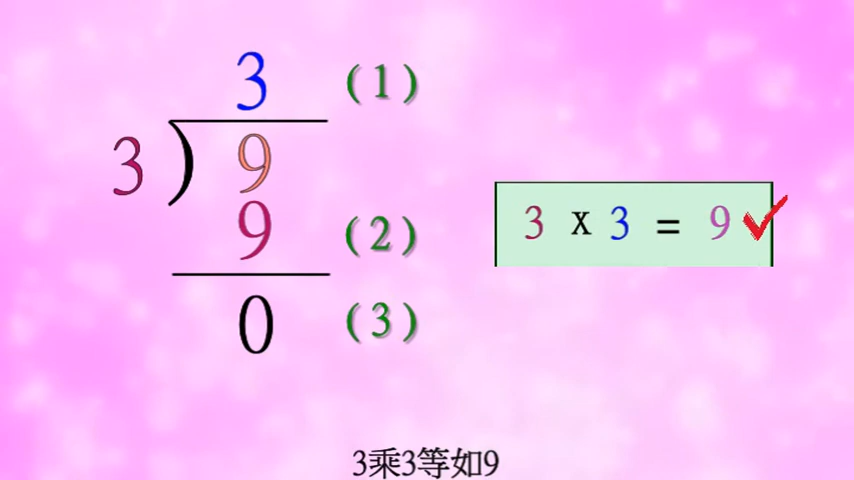 3 (1)
3 ) 9
9 (2)
0 (3)
3 x 3 = 9 ✓
3乘3等如9